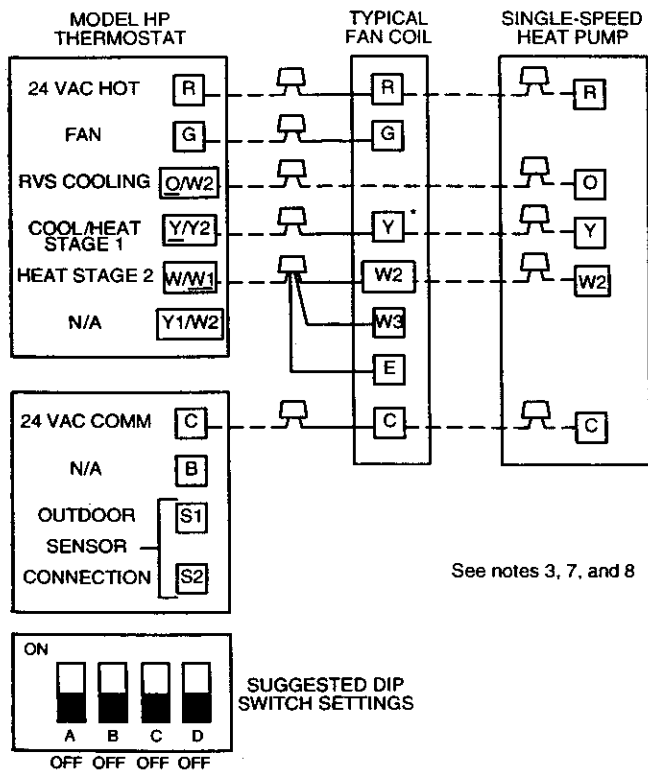 MODEL HP THERMOSTAT
TYPICAL FAN COIL
SINGLE-SPEED HEAT PUMP
24 VAC HOT R R R
FAN G G
RVS COOLING O/W2 O
COOL/HEAT STAGE 1 Y/Y2 Y * Y
HEAT STAGE 2 W/W1 W2 W2
N/A Y1/W2 W3
E
24 VAC COMM C C C
N/A B
OUTDOOR S1
SENSOR
CONNECTION S2
See notes 3, 7, and 8
ON
A B C D
OFF OFF OFF OFF
SUGGESTED DIP
SWITCH SETTINGS